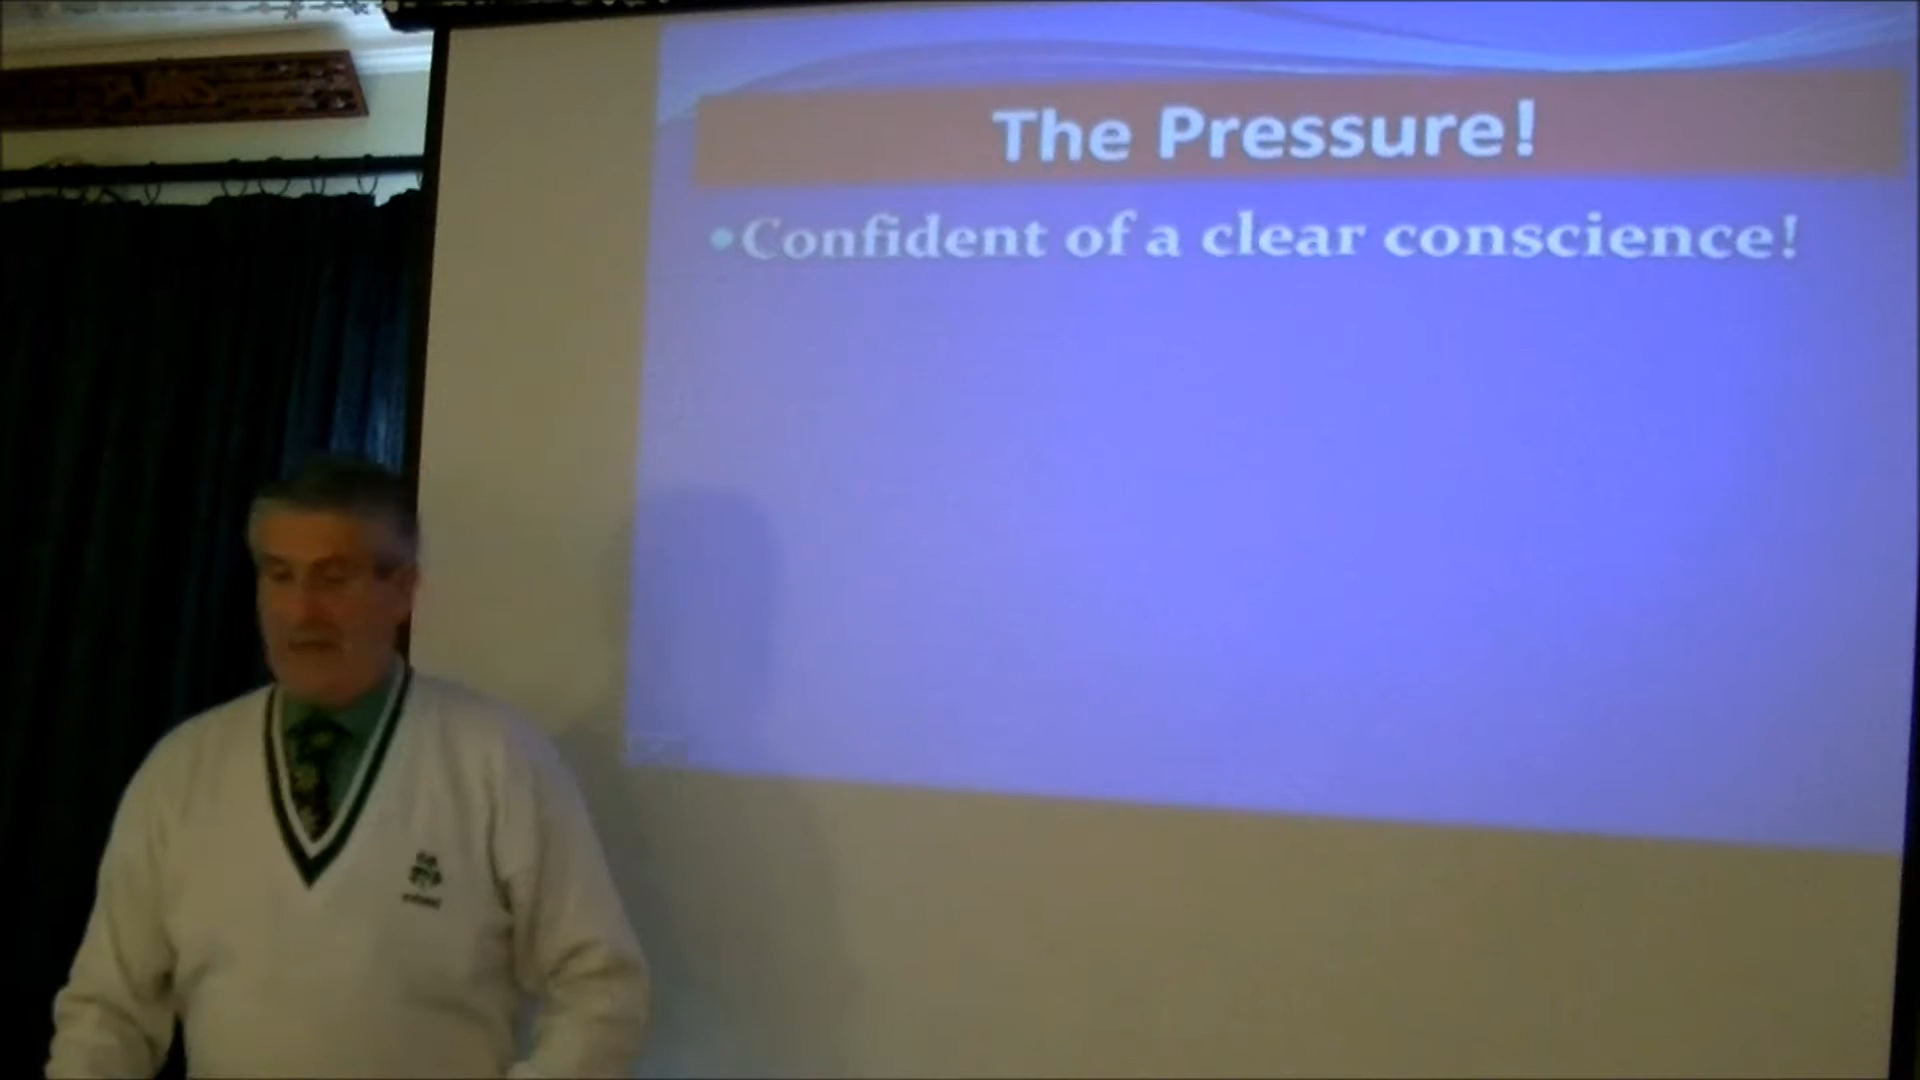 The Pressure!
•Confident of a clear conscience!